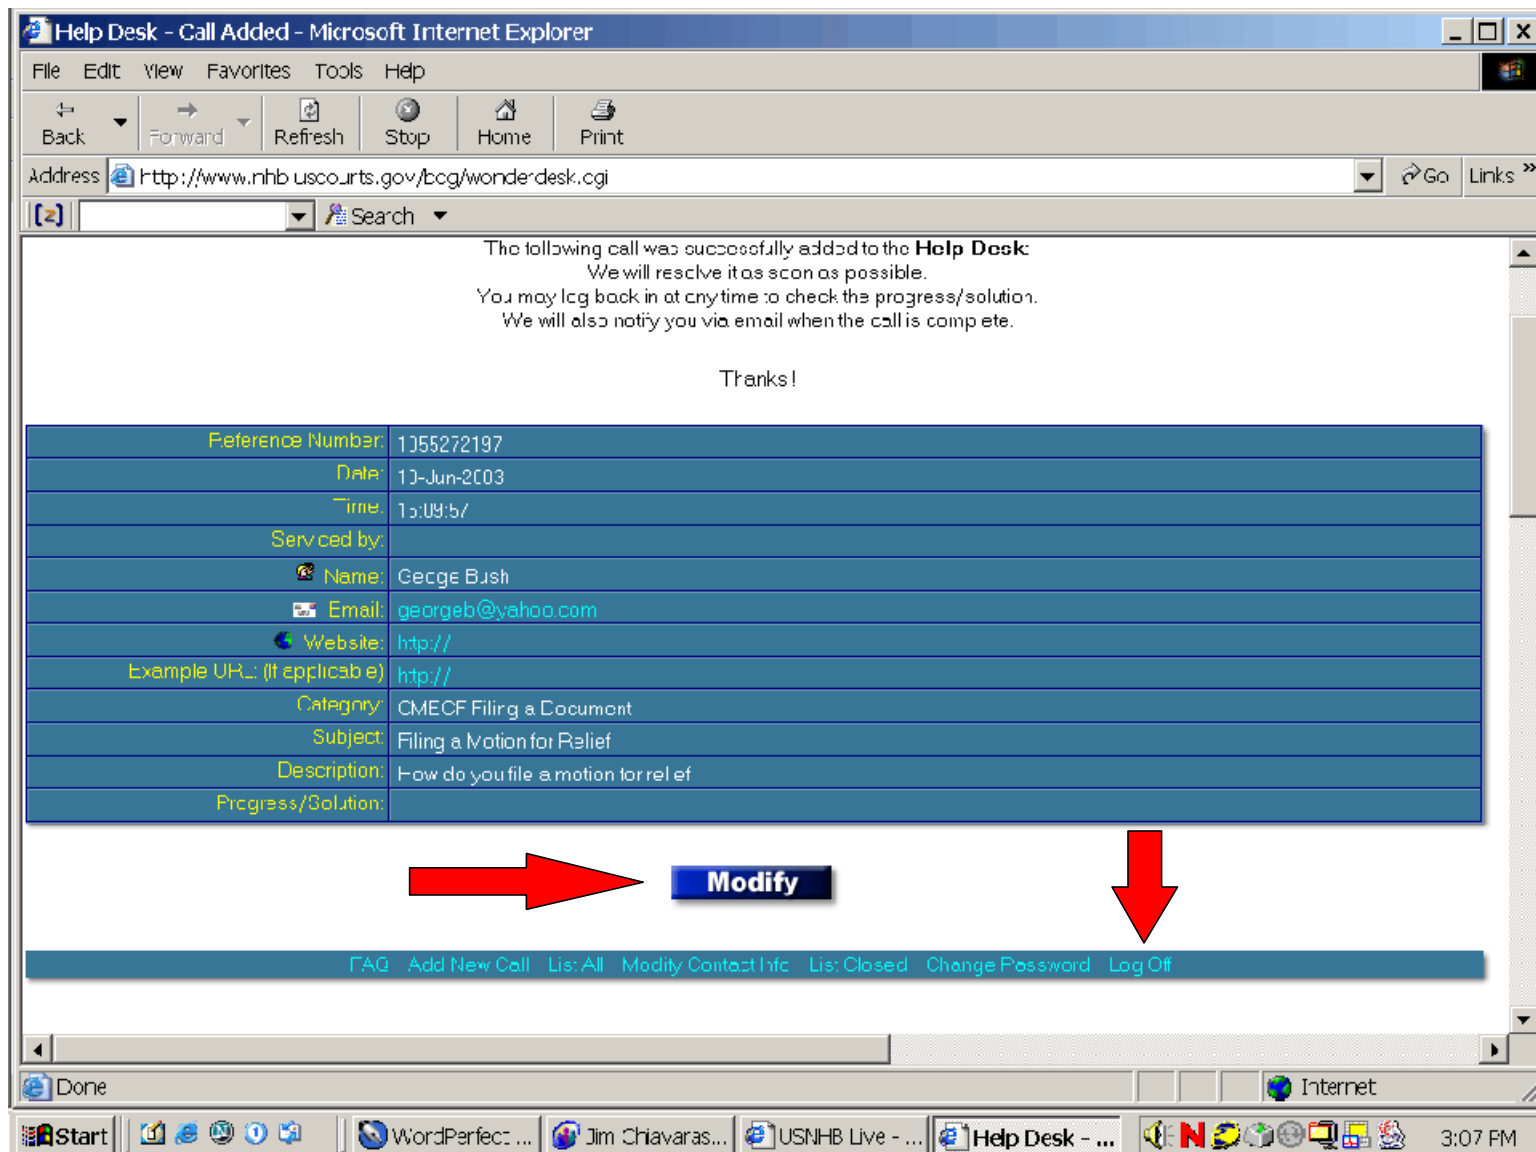 Help Desk - Call Added - Microsoft Internet Explorer
File Edit View Favorites Tools Help
Back Forward Refresh Stop Home Print
Address http://www.nhb.uscourts.gov/bcg/wonderdesk.cgi Go Links »
[z] Search
The following call was successfully added to the Help Desk:
We will resolve it as soon as possible.
You may log back in at any time to check the progress/solution.
We will also notify you via email when the call is complete.
Thanks!
Reference Number: 1055272197
Date: 10-Jun-2003
Time: 15:09:57
Serviced by:
Name: Geoge Bush
Email: georgeb@yahoo.com
Website: http://
Example URL: (If applicable) http://
Category: CMECF Filing a Document
Subject: Filing a Motion for Relief
Description: How do you file a motion for relief
Progress/Solution:
Modify
FAQ Add New Call List All Modify Contact Info List Closed Change Password Log Off
Done Internet
Start WordPerfect ... Jim Chiavaras... USNHB Live - ... Help Desk - ... N 3:07 PM